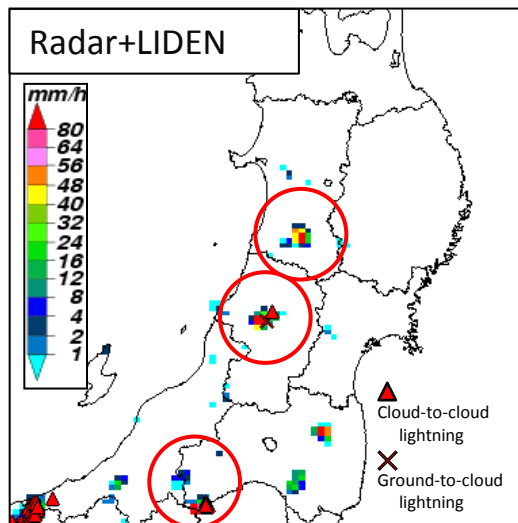 Radar+LIDEN
mm/h
80
64
56
48
40
32
24
16
12
8
4
2
1
Cloud-to-cloud
lightning
Ground-to-cloud
lightning